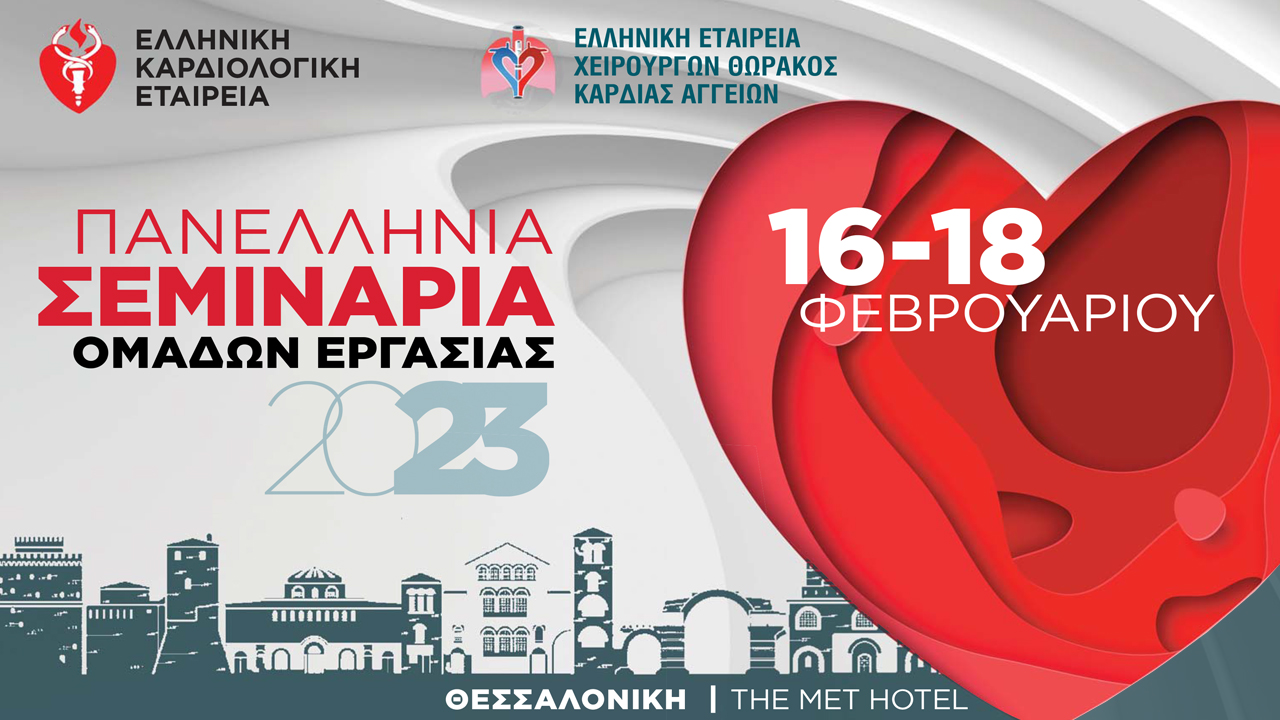 ΕΛΛΗΝΙΚΗ
ΚΑΡΔΙΟΛΟΓΙΚΗ
ΕΤΑΙΡΕΙΑ
ΕΛΛΗΝΙΚΗ ΕΤΑΙΡΕΙΑ
ΧΕΙΡΟΥΡΓΩΝ ΘΩΡΑΚΟΣ
ΚΑΡΔΙΑΣ ΑΓΓΕΙΩΝ
ΠΑΝΕΛΛΗΝΙΑ
ΣΕΜΙΝΑΡΙΑ
ΟΜΑΔΩΝ ΕΡΓΑΣΙΑΣ
2023
16-18
ΦΕΒΡΟΥΑΡΙΟΥ
ΘΕΣΣΑΛΟΝΙΚΗ | THE MET HOTEL